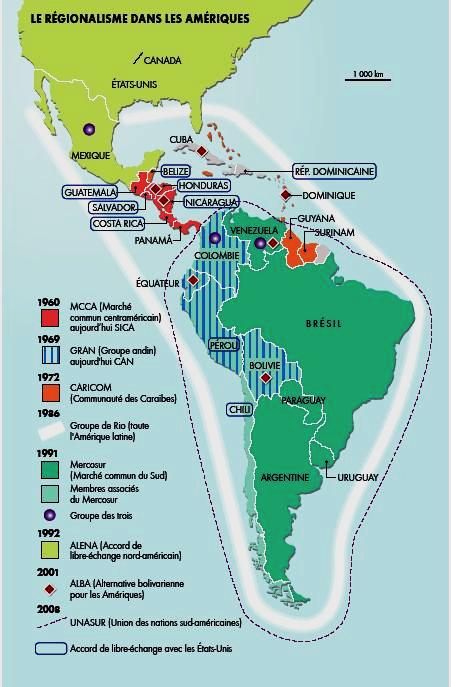 LE RÉGIONALISME DANS LES AMÉRIQUES
CANADA
ÉTATS-UNIS
1 000 km
MEXIQUE
CUBA
BELIZE
RÉP. DOMINICAINE
GUATEMALA
HONDURAS
SALVADOR
NICARAGUA
DOMINIQUE
COSTA RICA
GUYANA
PANAMÁ
VENEZUELA
SURINAM
COLOMBIE
ÉQUATEUR
BRÉSIL
PÉROU
BOLIVIE
PARAGUAY
CHILI
ARGENTINE
URUGUAY
1960
MCCA (Marché
commun centraméricain)
aujourd'hui SICA
1969
GRAN (Groupe andin)
aujourd'hui CAN
1972
CARICOM
(Communauté des Caraïbes)
1986
Groupe de Rio (toute
l'Amérique latine)
1991
Mercosur
(Marché commun du Sud)
Membres associés
du Mercosur
Groupe des trois
1992
ALENA (Accord de
libre-échange nord-américain)
2001
ALBA (Alternative bolivarienne
pour les Amériques)
2008
UNASUR (Union des nations sud-américaines)
Accord de libre-échange avec les États-Unis